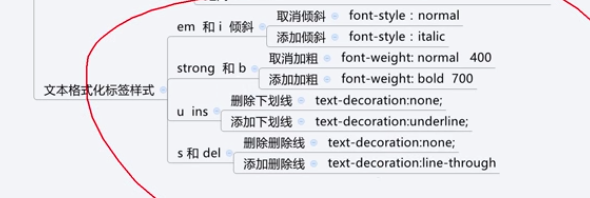 em 和 i 倾斜
取消倾斜 font-style：normal
添加倾斜 font-style：italic
strong 和 b
取消加粗 font-weight: normal 400
添加加粗 font-weight: bold 700
文本格式化标签样式
u ins
删除下划线 text-decoration:none;
添加下划线 text-decoration:underline;
s 和 del
删除删除线 text-decoration:none;
添加删除线 text-decoration:line-through